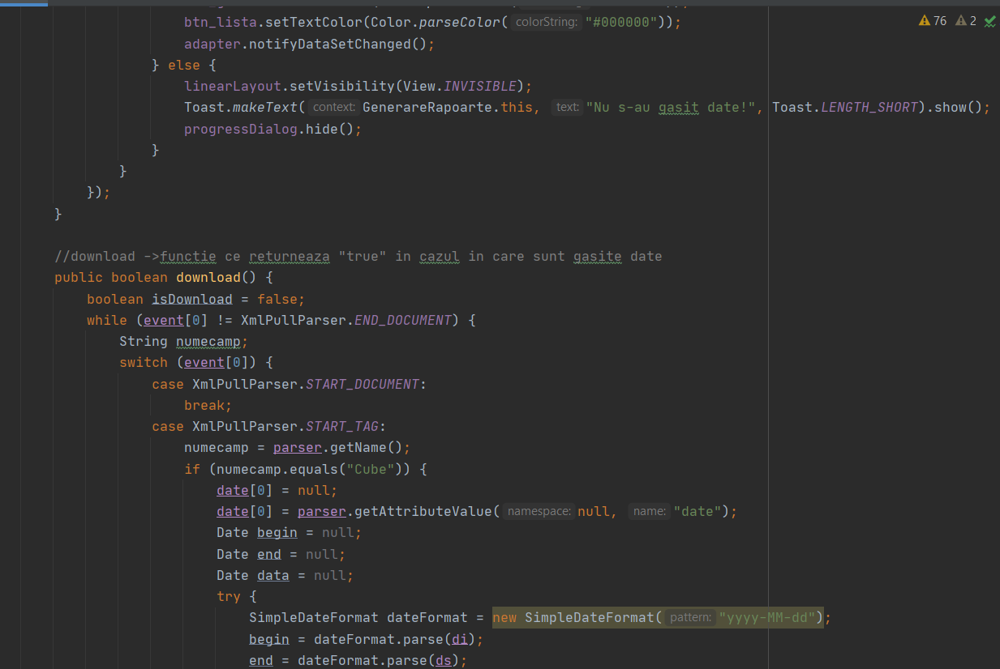 btn_lista.setTextColor(Color.parseColor( colorString: "#000000"));
76 2
adapter.notifyDataSetChanged();
} else {
linearLayout.setVisibility(View.INVISIBLE);
Toast.makeText( context: GenerareRapoarte.this, text: "Nu s-au gasit date!", Toast.LENGTH_SHORT).show();
progressDialog.hide();
}
}
});
}
//download ->functie ce returneaza "true" in cazul in care sunt gasite date
public boolean download() {
boolean isDownload = false;
while (event[0] != XmlPullParser.END_DOCUMENT) {
String numecamp;
switch (event[0]) {
case XmlPullParser.START_DOCUMENT:
break;
case XmlPullParser.START_TAG:
numecamp = parser.getName();
if (numecamp.equals("Cube")) {
date[0] = null;
date[0] = parser.getAttributeValue( namespace: null, name: "date");
Date begin = null;
Date end = null;
Date data = null;
try {
SimpleDateFormat dateFormat = new SimpleDateFormat( pattern: "yyyy-MM-dd");
begin = dateFormat.parse(di);
end = dateFormat.parse(ds);